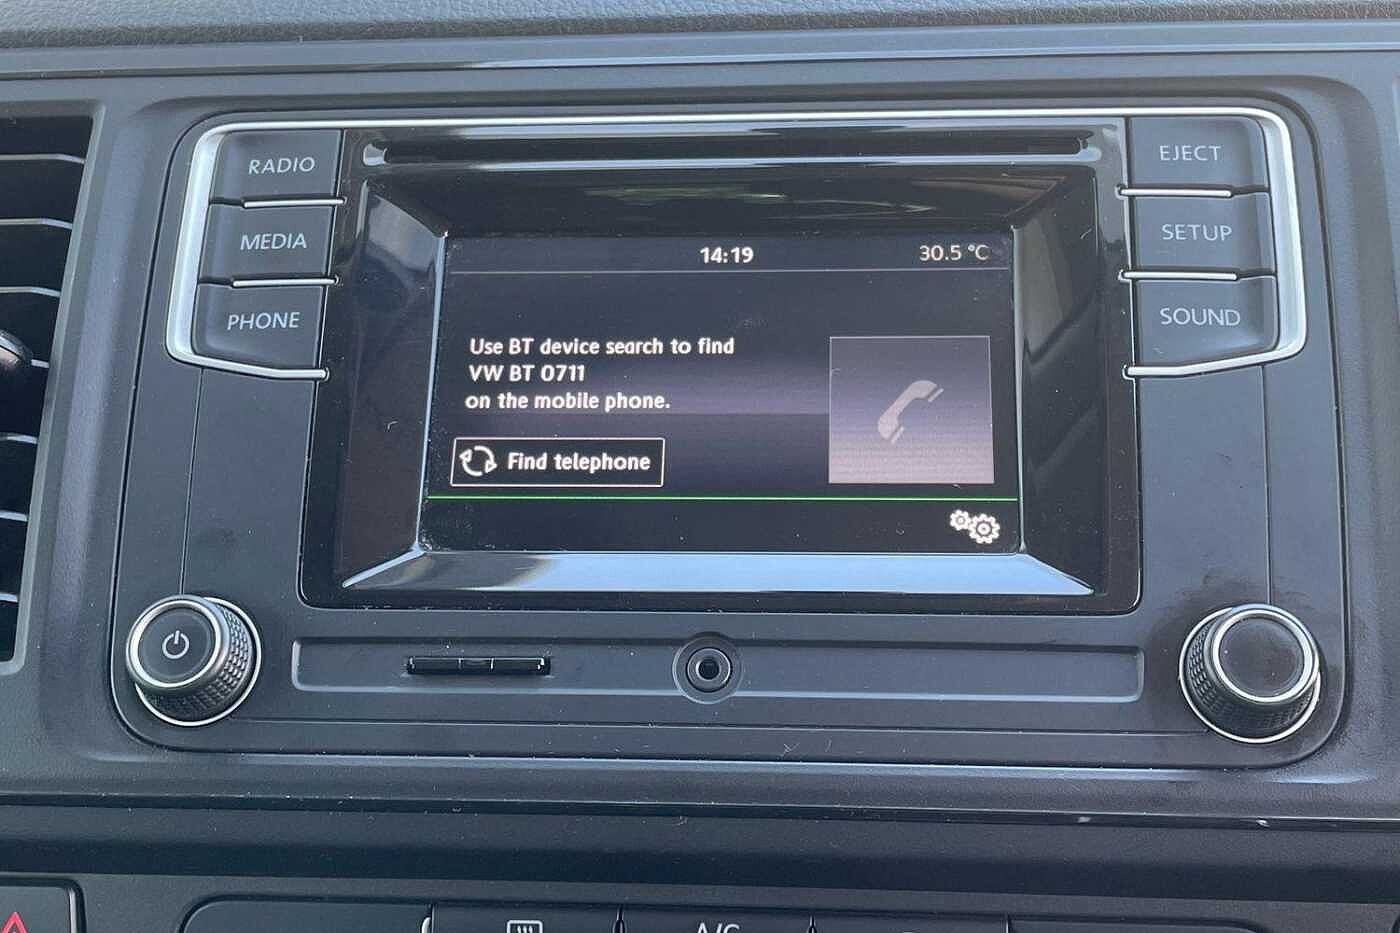 RADIO
MEDIA
PHONE
EJECT
SETUP
SOUND
14:19
30.5 °C
Use BT device search to find
VW BT 0711
on the mobile phone.
Find telephone
A/C